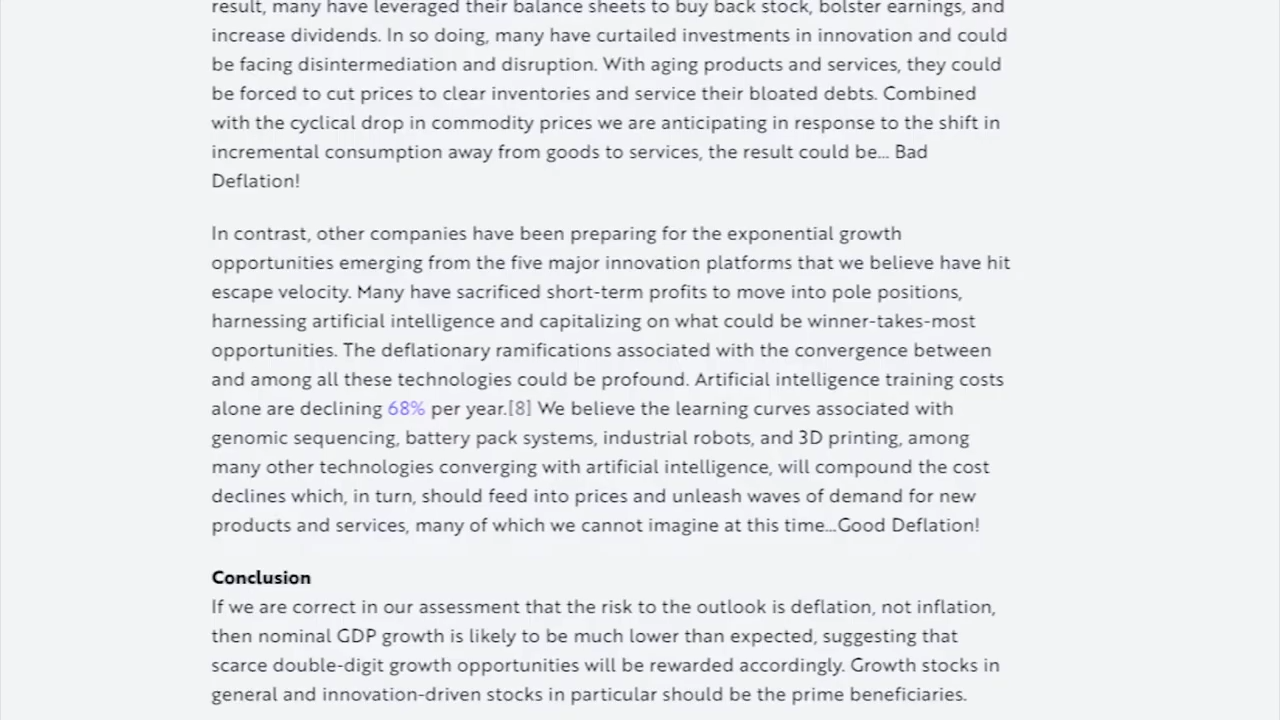 result, many have leveraged their balance sheets to buy back stock, bolster earnings, and
increase dividends. In so doing, many have curtailed investments in innovation and could
be facing disintermediation and disruption. With aging products and services, they could
be forced to cut prices to clear inventories and service their bloated debts. Combined
with the cyclical drop in commodity prices we are anticipating in response to the shift in
incremental consumption away from goods to services, the result could be… Bad
Deflation!
In contrast, other companies have been preparing for the exponential growth
opportunities emerging from the five major innovation platforms that we believe have hit
escape velocity. Many have sacrificed short-term profits to move into pole positions,
harnessing artificial intelligence and capitalizing on what could be winner-takes-most
opportunities. The deflationary ramifications associated with the convergence between
and among all these technologies could be profound. Artificial intelligence training costs
alone are declining 68% per year.[8] We believe the learning curves associated with
genomic sequencing, battery pack systems, industrial robots, and 3D printing, among
many other technologies converging with artificial intelligence, will compound the cost
declines which, in turn, should feed into prices and unleash waves of demand for new
products and services, many of which we cannot imagine at this time…Good Deflation!
Conclusion
If we are correct in our assessment that the risk to the outlook is deflation, not inflation,
then nominal GDP growth is likely to be much lower than expected, suggesting that
scarce double-digit growth opportunities will be rewarded accordingly. Growth stocks in
general and innovation-driven stocks in particular should be the prime beneficiaries.